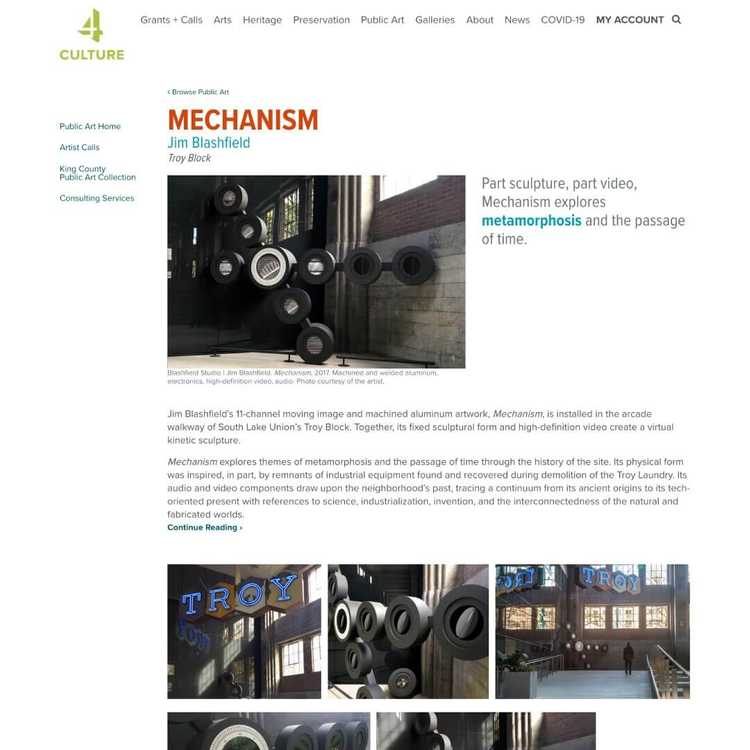 4
CULTURE
Grants + Calls Arts Heritage Preservation Public Art Galleries About News COVID-19 MY ACCOUNT
‹ Browse Public Art
Public Art Home
Artist Calls
King County
Public Art Collection
Consulting Services
MECHANISM
Jim Blashfield
Troy Block
Part sculpture, part video,
Mechanism explores
metamorphosis and the passage
of time.
Blashfield Studio | Jim Blashfield. Mechanism, 2017. Machined and welded aluminum,
electronics, high-definition video, audio. Photo courtesy of the artist.
Jim Blashfield's 11-channel moving image and machined aluminum artwork, Mechanism, is installed in the arcade
walkway of South Lake Union's Troy Block. Together, its fixed sculptural form and high-definition video create a virtual
kinetic sculpture.
Mechanism explores themes of metamorphosis and the passage of time through the history of the site. Its physical form
was inspired, in part, by remnants of industrial equipment found and recovered during demolition of the Troy Laundry. Its
audio and video components draw upon the neighborhood's past, tracing a continuum from its ancient origins to its tech-
oriented present with references to science, industrialization, invention, and the interconnectedness of the natural and
fabricated worlds.
Continue Reading ›
TROY
TROY